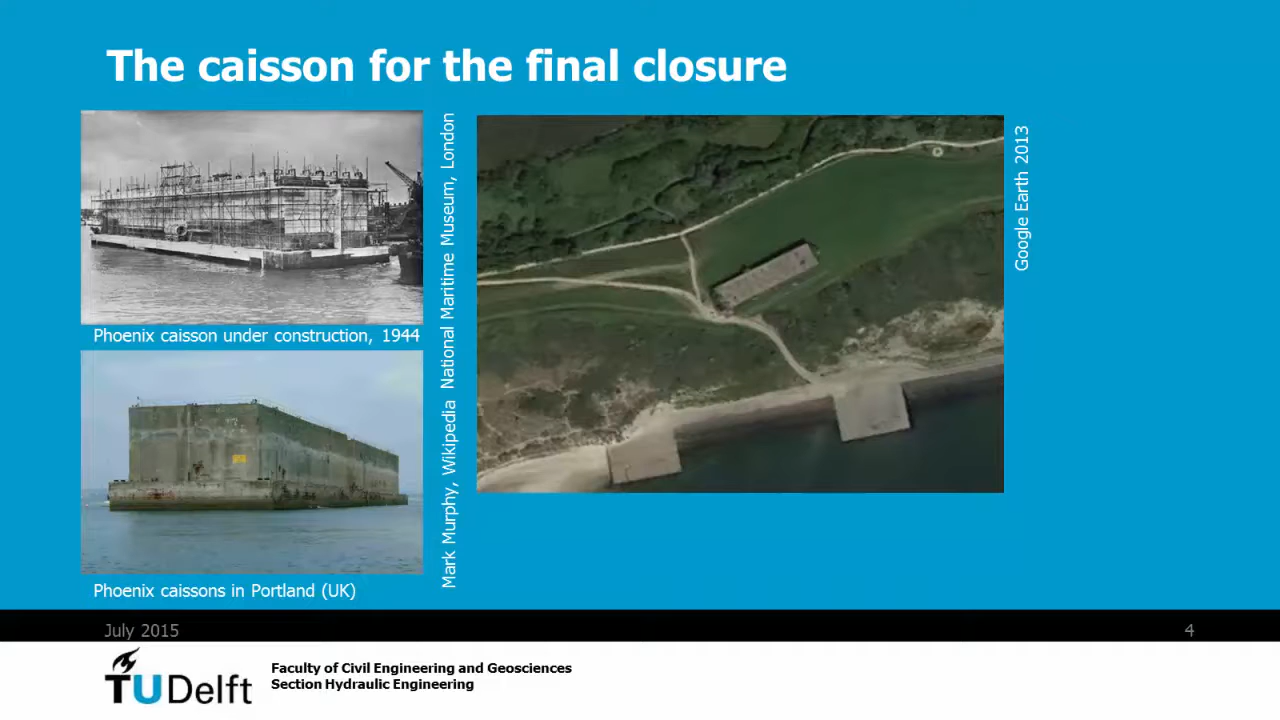 The caisson for the final closure
Phoenix caisson under construction, 1944
Phoenix caissons in Portland (UK)
Mark Murphy, Wikipedia National Maritime Museum, London
Google Earth 2013
July 2015
4
TU Delft
Faculty of Civil Engineering and Geosciences
Section Hydraulic Engineering